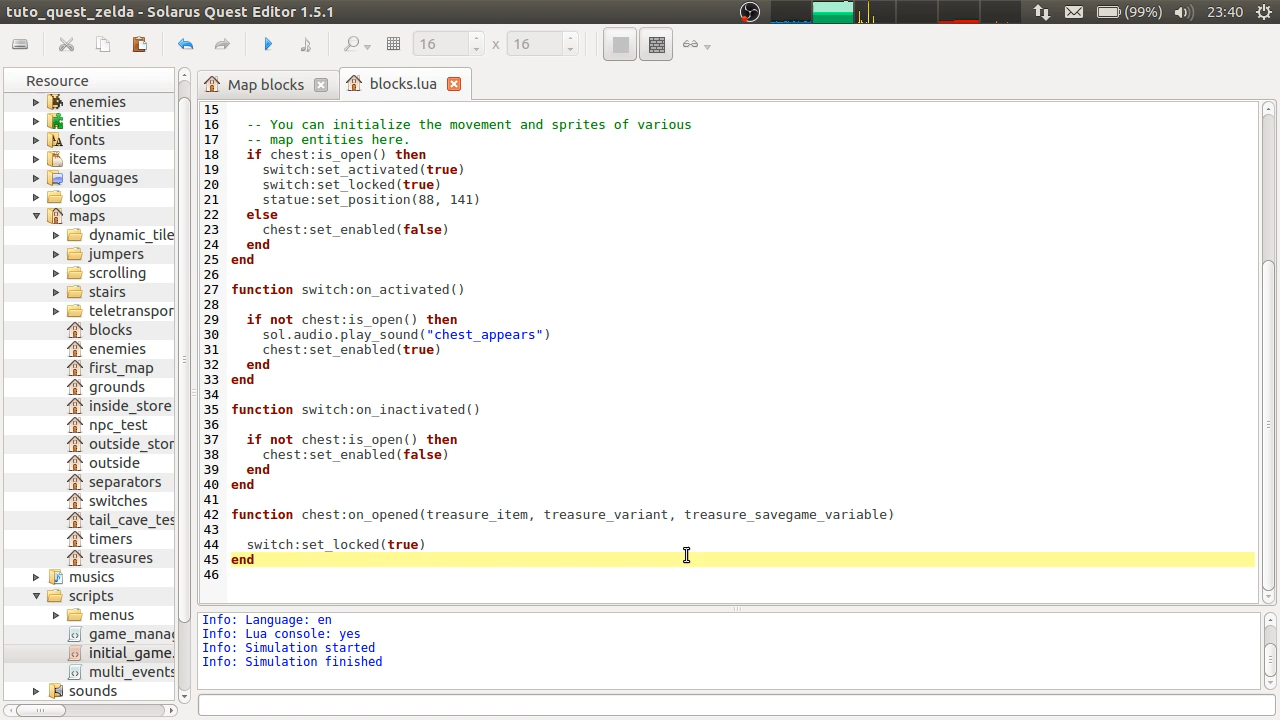 tuto_quest_zelda - Solarus Quest Editor 1.5.1
(99%)
23:40
16 x 16
Resource
enemies
entities
fonts
items
languages
logos
maps
dynamic_tile
jumpers
scrolling
stairs
teletranspor
blocks
enemies
first_map
grounds
inside_store
npc_test
outside_stor
outside
separators
switches
tail_cave_tes
timers
treasures
musics
scripts
menus
game_manag
initial_game.
multi_events
sounds
Map blocks
blocks.lua
15
16 -- You can initialize the movement and sprites of various
17 -- map entities here.
18 if chest:is_open() then
19 switch:set_activated(true)
20 switch:set_locked(true)
21 statue:set_position(88, 141)
22 else
23 chest:set_enabled(false)
24 end
25 end
26
27 function switch:on_activated()
28
29 if not chest:is_open() then
30 sol.audio.play_sound("chest_appears")
31 chest:set_enabled(true)
32 end
33 end
34
35 function switch:on_inactivated()
36
37 if not chest:is_open() then
38 chest:set_enabled(false)
39 end
40 end
41
42 function chest:on_opened(treasure_item, treasure_variant, treasure_savegame_variable)
43
44 switch:set_locked(true)
45 end
46
Info: Language: en
Info: Lua console: yes
Info: Simulation started
Info: Simulation finished